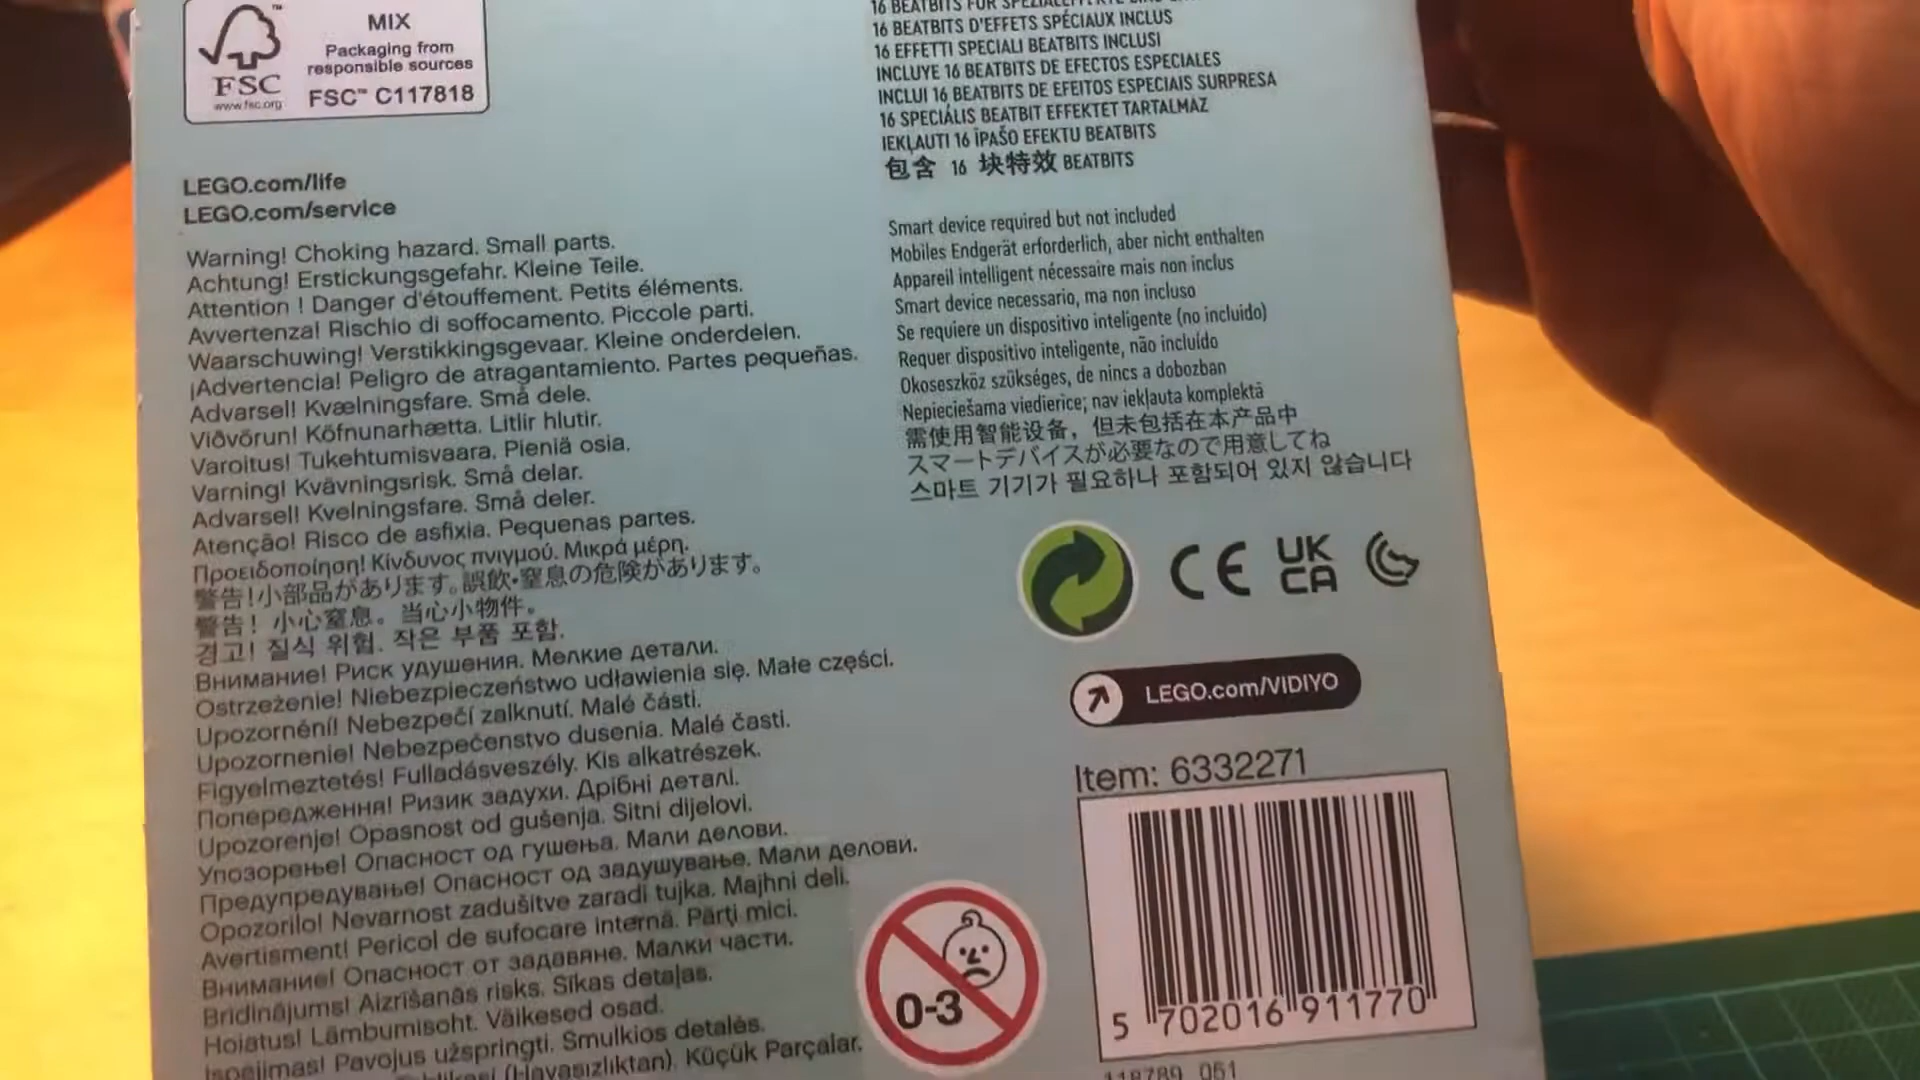 MIX
Packaging from
responsible sources
FSC™ C117818
FSC
www.fsc.org
LEGO.com/life
LEGO.com/service
Warning! Choking hazard. Small parts.
Achtung! Erstickungsgefahr. Kleine Teile.
Attention ! Danger d'étouffement. Petits éléments.
Avvertenza! Rischio di soffocamento. Piccole parti.
Waarschuwing! Verstikkingsgevaar. Kleine onderdelen.
¡Advertencia! Peligro de atragantamiento. Partes pequeñas.
Advarsel! Kvælningsfare. Små dele.
Viðvörun! Köfnunarhætta. Litlir hlutir.
Varoitus! Tukehtumisvaara. Pieniä osia.
Varning! Kvävningsrisk. Små delar.
Advarsel! Kvelningsfare. Små deler.
Atenção! Risco de asfixia. Pequenas partes.
Προειδοποίηση! Κίνδυνος πνιγμού. Μικρά μέρη.
警告!小部品があります。誤飲・窒息の危険があります。
警告! 小心窒息。当心小物件。
경고! 질식 위험. 작은 부품 포함.
Внимание! Риск удушения. Мелкие детали.
Ostrzeżenie! Niebezpieczeństwo udławienia się. Małe części.
Upozornění! Nebezpečí zalknutí. Malé části.
Upozornenie! Nebezpečenstvo dusenia. Malé časti.
Figyelmeztetés! Fulladásveszély. Kis alkatrészek.
Попередження! Ризик задухи. Дрібні деталі.
Upozorenje! Opasnost od gušenja. Sitni dijelovi.
Упозорење! Опасност од гушења. Мали делови.
Предупредување! Опасност од задушување. Мали делови.
Opozorilo! Nevarnost zadušitve zaradi tujka. Majhni deli.
Avertisment! Pericol de sufocare internă. Părți mici.
Внимание! Опасност от задавяне. Малки части.
Brīdinājums! Aizrīšanās risks. Sīkas detaļas.
Hoiatus! Lämbumisoht. Väikesed osad.
Įspėjimas! Pavojus užspringti. Smulkios detalės.
(Havasızlıktan). Küçük Parçalar.
16 BEATBITS FÜR
16 BEATBITS D'EFFETS SPÉCIAUX INCLUS
16 EFFETTI SPECIALI BEATBITS INCLUSI
INCLUYE 16 BEATBITS DE EFECTOS ESPECIALES
INCLUI 16 BEATBITS DE EFEITOS ESPECIAIS SURPRESA
16 SPECIÁLIS BEATBIT EFFEKTET TARTALMAZ
IEKĻAUTI 16 ĪPAŠO EFEKTU BEATBITS
包含 16 块特效 BEATBITS
Smart device required but not included
Mobiles Endgerät erforderlich, aber nicht enthalten
Appareil intelligent nécessaire mais non inclus
Smart device necessario, ma non incluso
Se requiere un dispositivo inteligente (no incluido)
Requer dispositivo inteligente, não incluído
Okoseszköz szükséges, de nincs a dobozban
Nepieciešama viedierīce; nav iekļauta komplektā
需使用智能设备，但未包括在本产品中
スマートデバイスが必要なので用意してね
스마트 기기가 필요하나 포함되어 있지 않습니다
CE UK
CA
LEGO.com/VIDIYO
Item: 6332271
0-3
5 702016 911770
118789 051